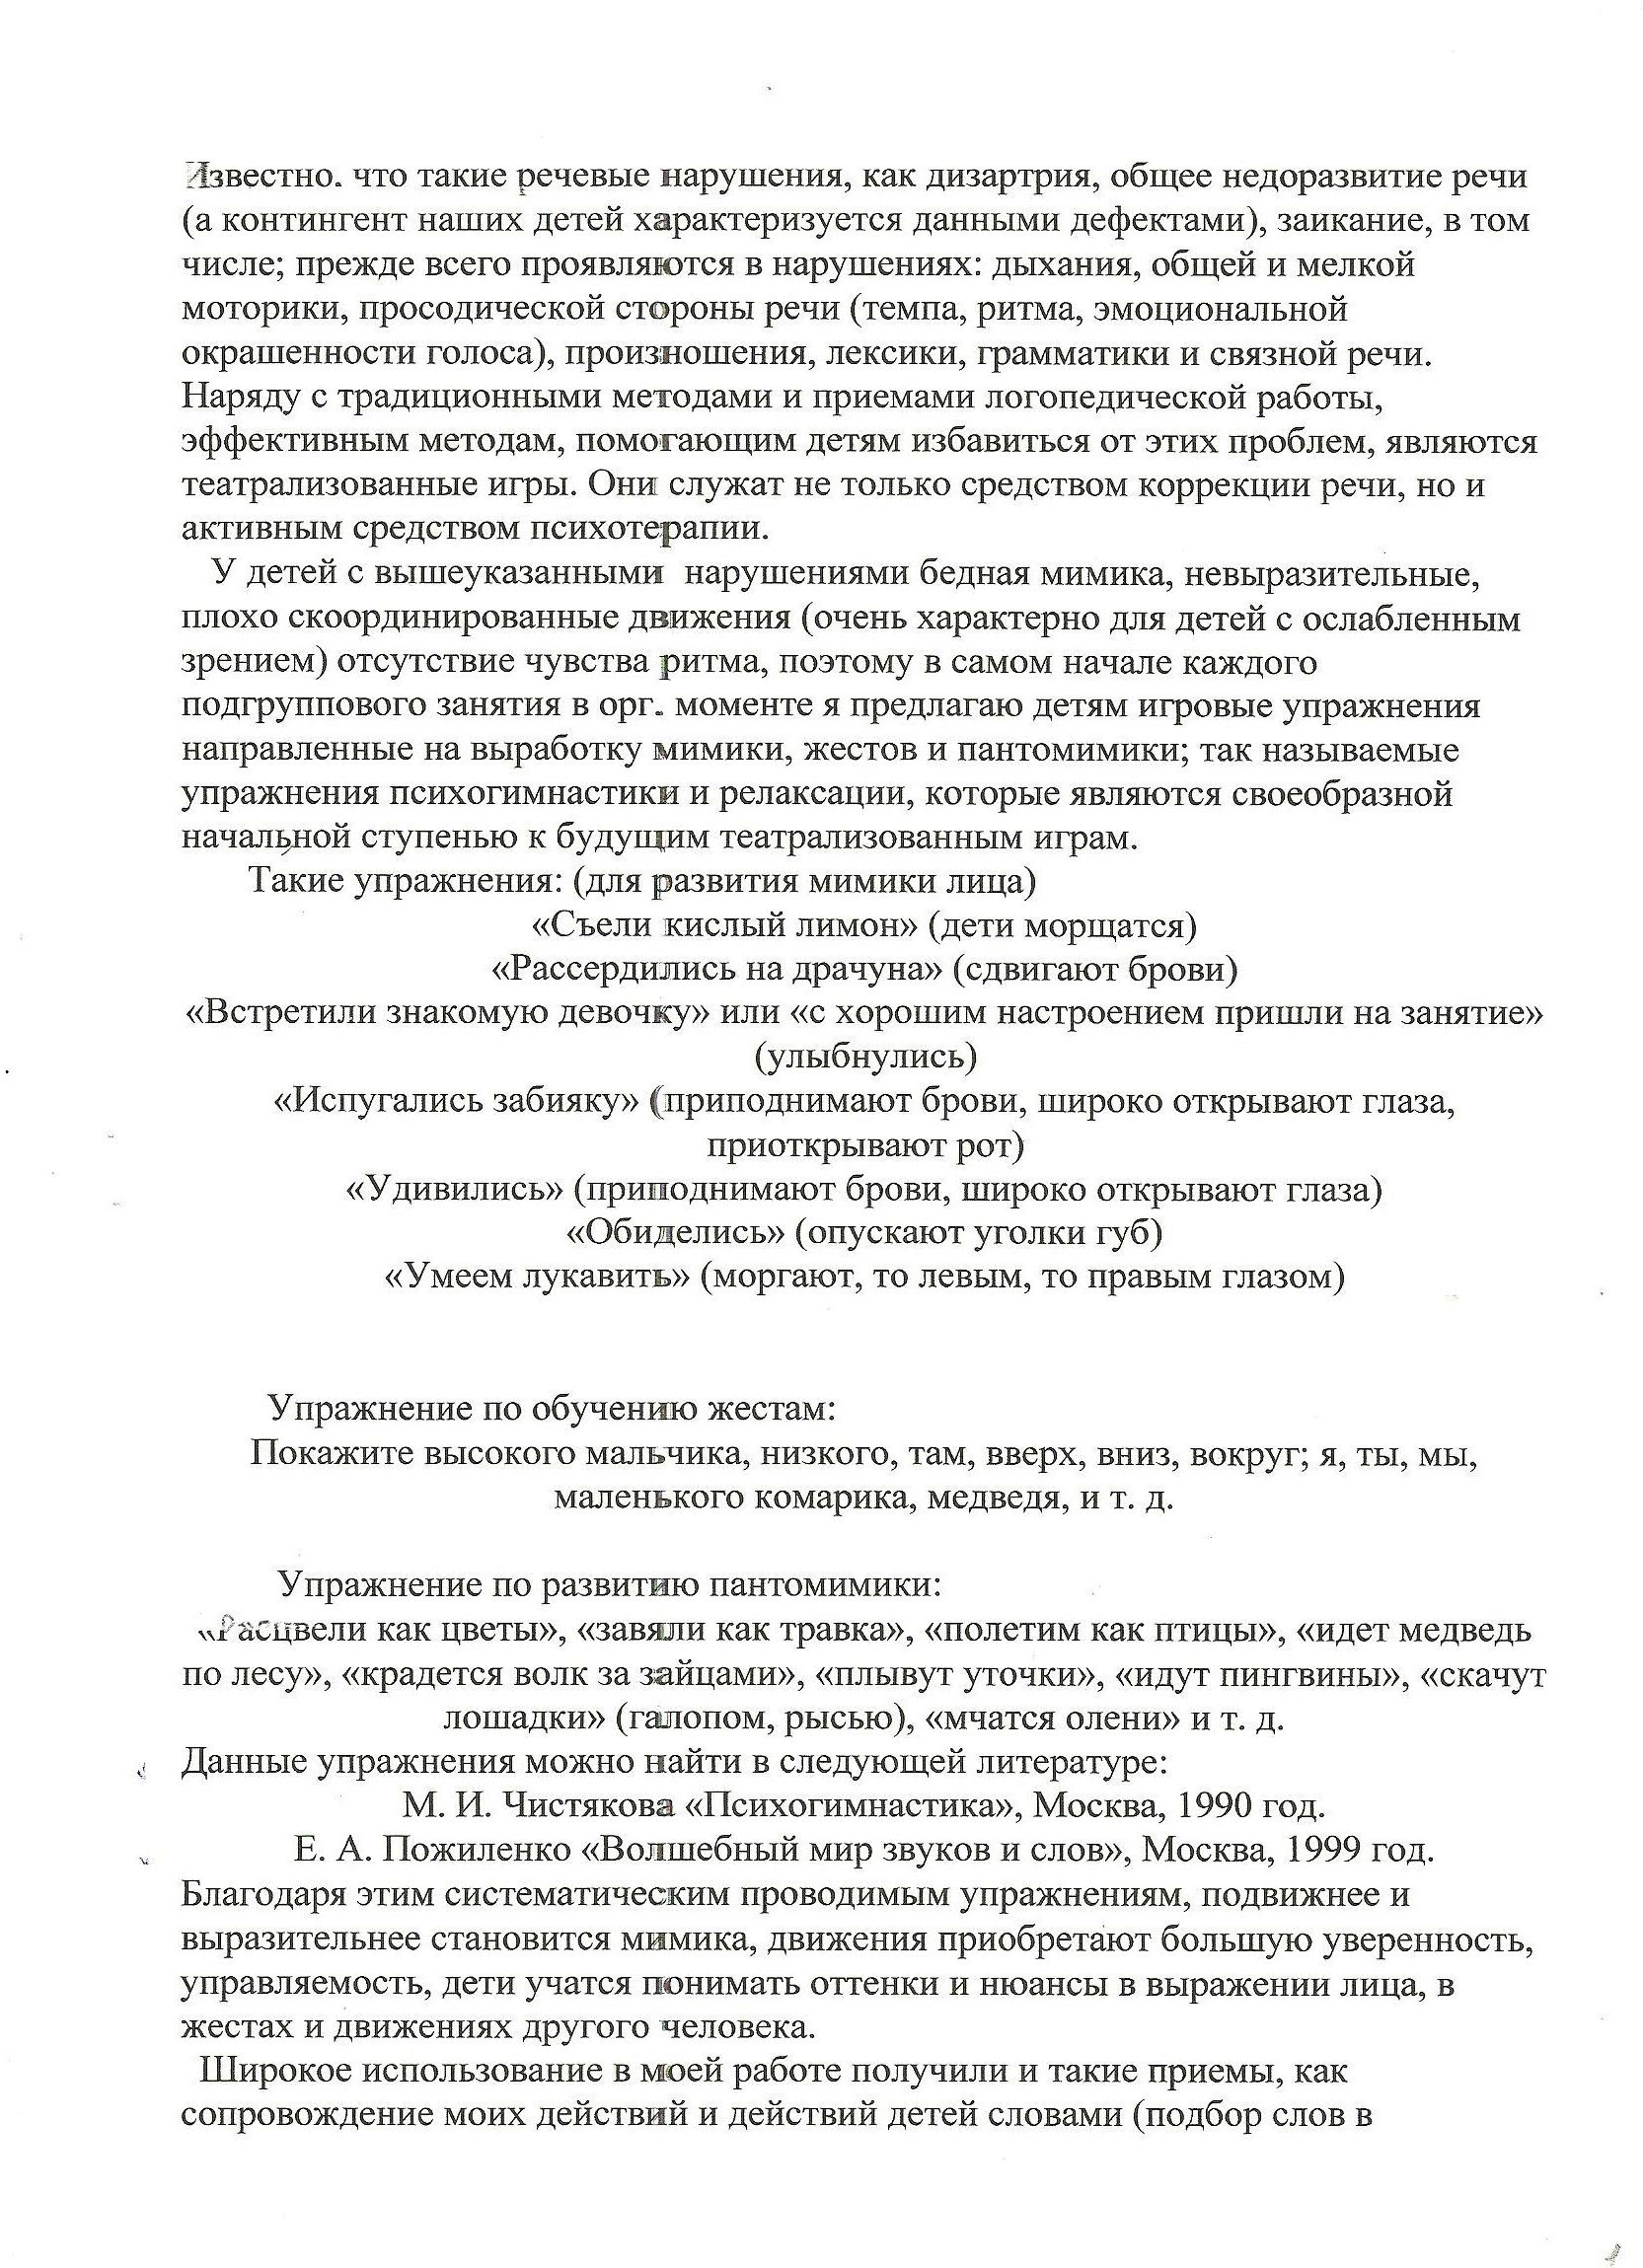 Известно. что такие речевые нарушения, как дизартрия, общее недоразвитие речи
(а контингент наших детей характеризуется данными дефектами), заикание, в том
числе; прежде всего проявляются в нарушениях: дыхания, общей и мелкой
моторики, просодической стороны речи (темпа, ритма, эмоциональной
окрашенности голоса), произношения, лексики, грамматики и связной речи.
Наряду с традиционными методами и приемами логопедической работы,
эффективным методам, помогающим детям избавиться от этих проблем, являются
театрализованные игры. Они служат не только средством коррекции речи, но и
активным средством психотерапии.
У детей с вышеуказанными нарушениями бедная мимика, невыразительные,
плохо скоординированные движения (очень характерно для детей с ослабленным
зрением) отсутствие чувства ритма, поэтому в самом начале каждого
подгруппового занятия в орг. моменте я предлагаю детям игровые упражнения
направленные на выработку мимики, жестов и пантомимики; так называемые
упражнения психогимнастики и релаксации, которые являются своеобразной
начальной ступенью к будущим театрализованным играм.
Такие упражнения: (для развития мимики лица)
«Съели кислый лимон» (дети морщатся)
«Рассердились на драчуна» (сдвигают брови)
«Встретили знакомую девочку» или «с хорошим настроением пришли на занятие»
(улыбнулись)
«Испугались забияку» (приподнимают брови, широко открывают глаза,
приоткрывают рот)
«Удивились» (приподнимают брови, широко открывают глаза)
«Обиделись» (опускают уголки губ)
«Умеем лукавить» (моргают, то левым, то правым глазом)
Упражнение по обучению жестам:
Покажите высокого мальчика, низкого, там, вверх, вниз, вокруг; я, ты, мы,
маленького комарика, медведя, и т. д.
Упражнение по развитию пантомимики:
«Расцвели как цветы», «завяли как травка», «полетим как птицы», «идет медведь
по лесу», «крадется волк за зайцами», «плывут уточки», «идут пингвины», «скачут
лошадки» (галопом, рысью), «мчатся олени» и т. д.
Данные упражнения можно найти в следующей литературе:
М. И. Чистякова «Психогимнастика», Москва, 1990 год.
Е. А. Пожиленко «Волшебный мир звуков и слов», Москва, 1999 год.
Благодаря этим систематическим проводимым упражнениям, подвижнее и
выразительнее становится мимика, движения приобретают большую уверенность,
управляемость, дети учатся понимать оттенки и нюансы в выражении лица, в
жестах и движениях другого человека.
Широкое использование в моей работе получили и такие приемы, как
сопровождение моих действий и действий детей словами (подбор слов в